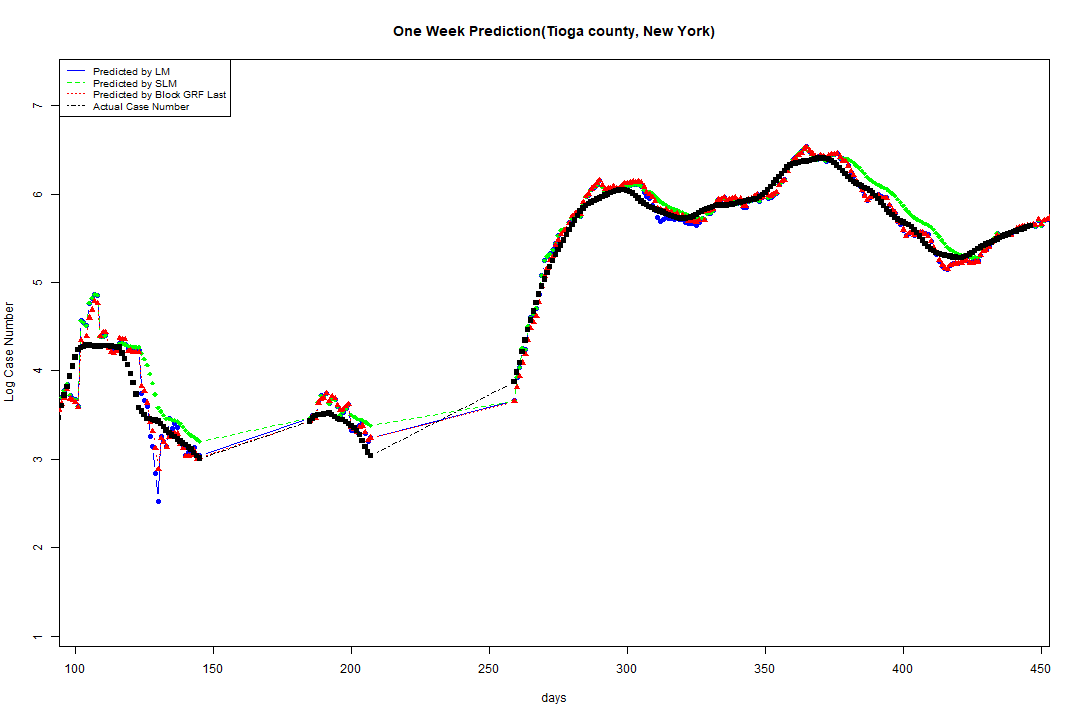 One Week Prediction(Tioga county, New York)
Predicted by LM
Predicted by SLM
Predicted by Block GRF Last
Actual Case Number
7
6
5
4
3
2
1
Log Case Number
100 150 200 250 300 350 400 450
days